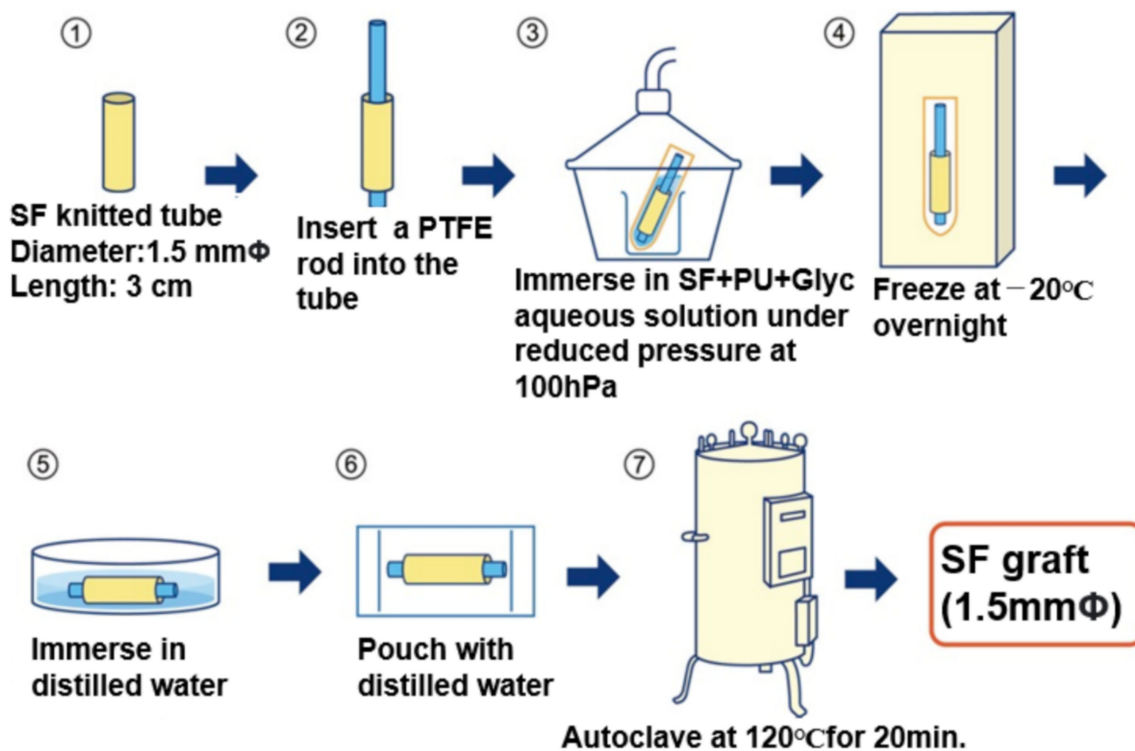 ①
SF knitted tube
Diameter:1.5 mmΦ
Length: 3 cm
②
Insert a PTFE
rod into the
tube
③
Immerse in SF+PU+Glyc
aqueous solution under
reduced pressure at
100hPa
④
Freeze at －20℃
overnight
⑤
Immerse in
distilled water
⑥
Pouch with
distilled water
⑦
Autoclave at 120℃for 20min.
SF graft
(1.5mmΦ)